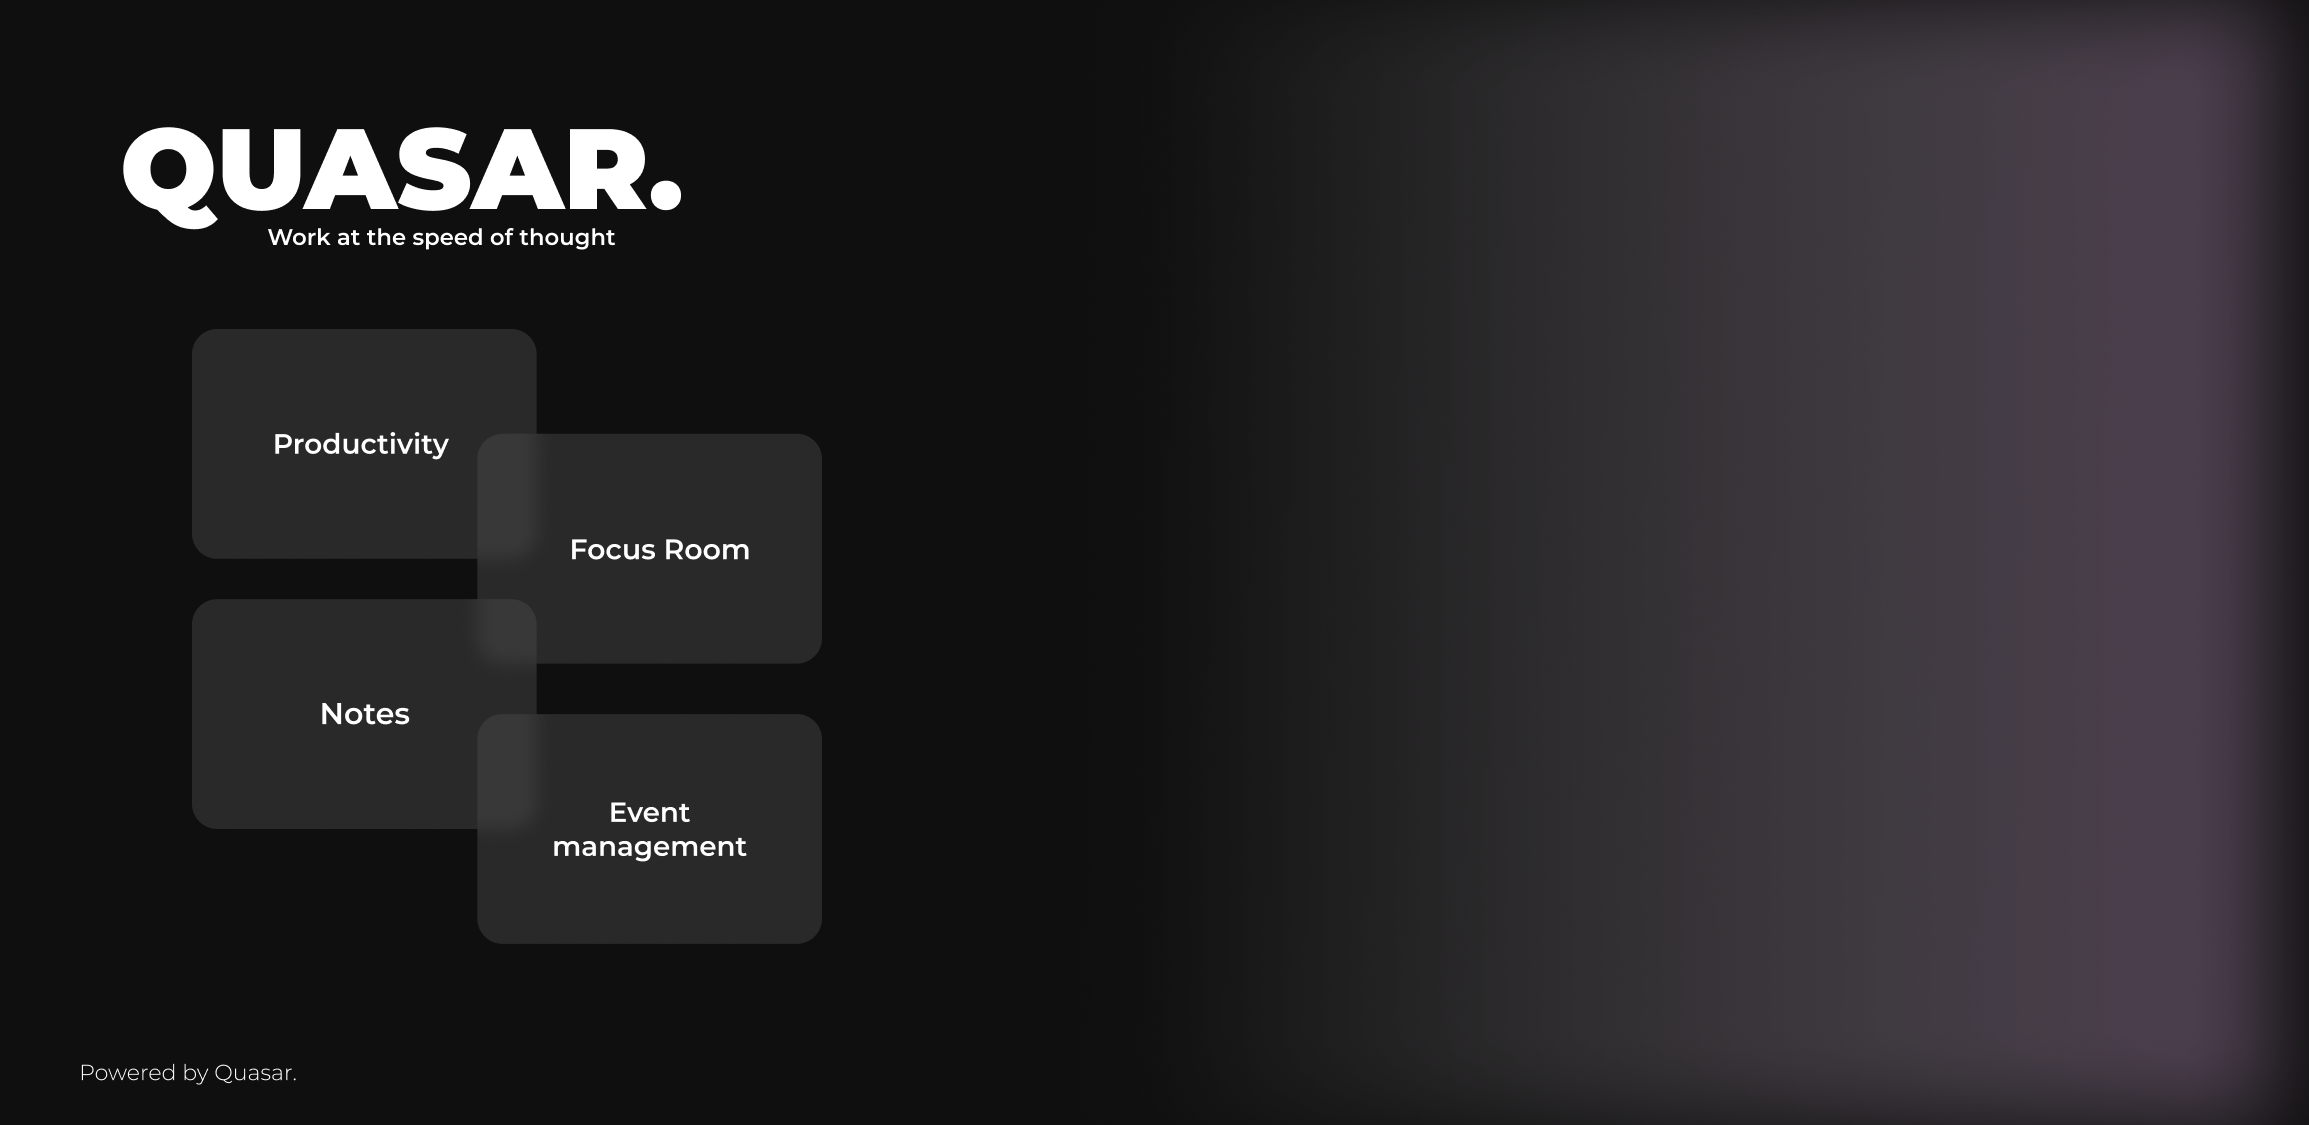 QUASAR.
Work at the speed of thought
Productivity
Focus Room
Notes
Event
management
Powered by Quasar.